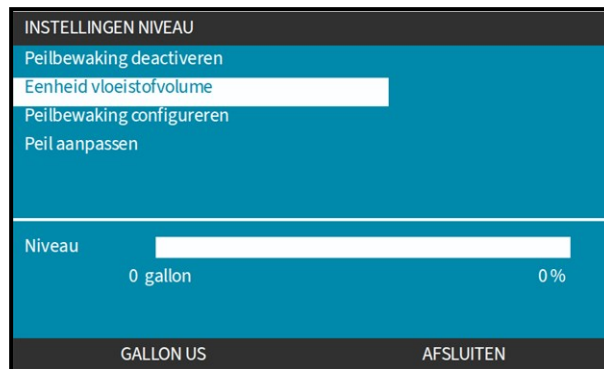 INSTELLINGEN NIVEAU
Peilbewaking deactiveren
Eenheid vloeistofvolume
Peilbewaking configureren
Peil aanpassen
Niveau
0 gallon 0 %
GALLON US AFSLUITEN